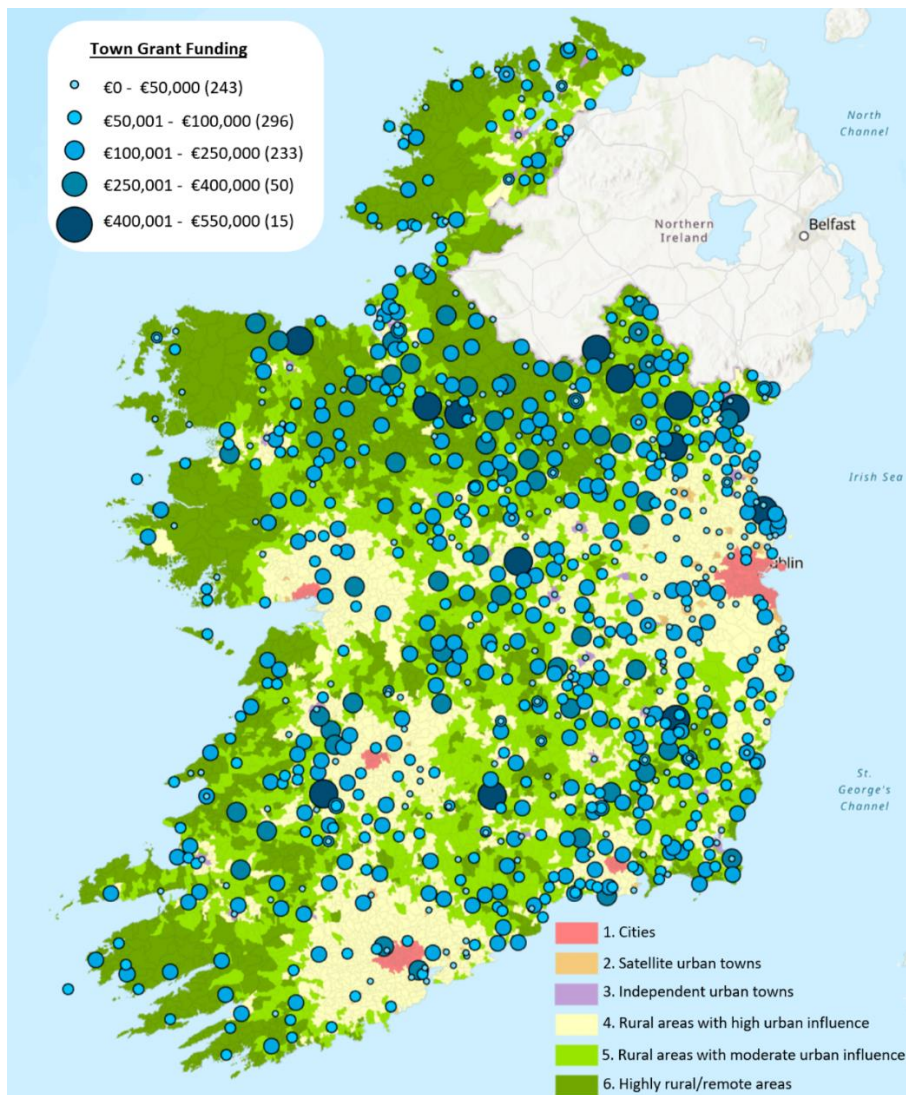 Town Grant Funding
€0 - €50,000 (243)
€50,001 - €100,000 (296)
€100,001 - €250,000 (233)
€250,001 - €400,000 (50)
€400,001 - €550,000 (15)
North
Channel
Northern
Ireland
Belfast
Irish Sea
ublin
St.
George's
Channel
1. Cities
2. Satellite urban towns
3. Independent urban towns
4. Rural areas with high urban influence
5. Rural areas with moderate urban influence
6. Highly rural/remote areas